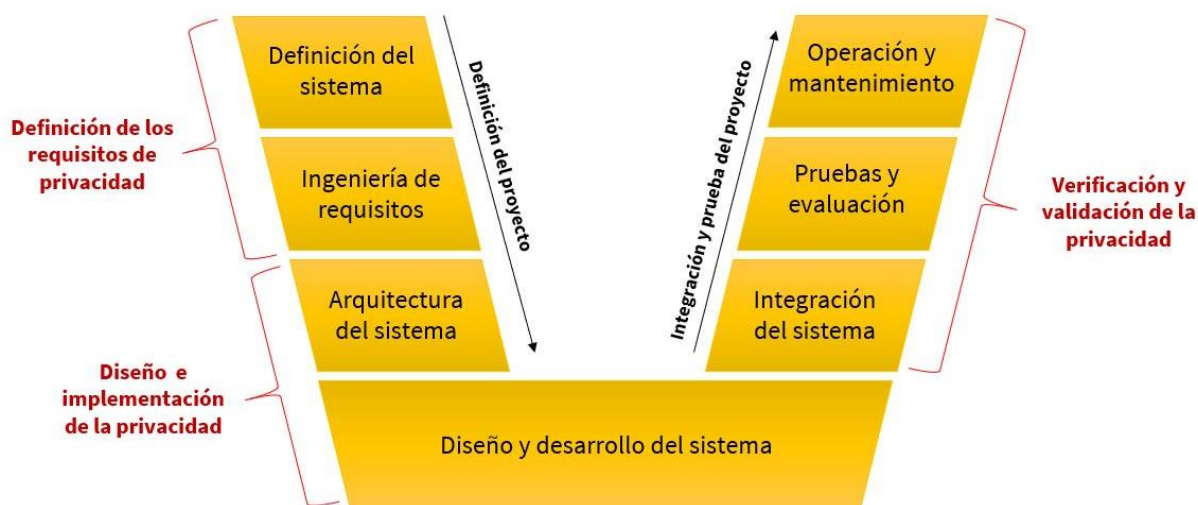 Definición del
sistema
Ingeniería de
requisitos
Arquitectura
del sistema
Diseño y desarrollo del sistema
Operación y
mantenimiento
Pruebas y
evaluación
Integración
del sistema
Definición del proyecto
Integración y prueba del proyecto
Definición de los
requisitos de
privacidad
Diseño e
implementación
de la privacidad
Verificación y
validación de la
privacidad